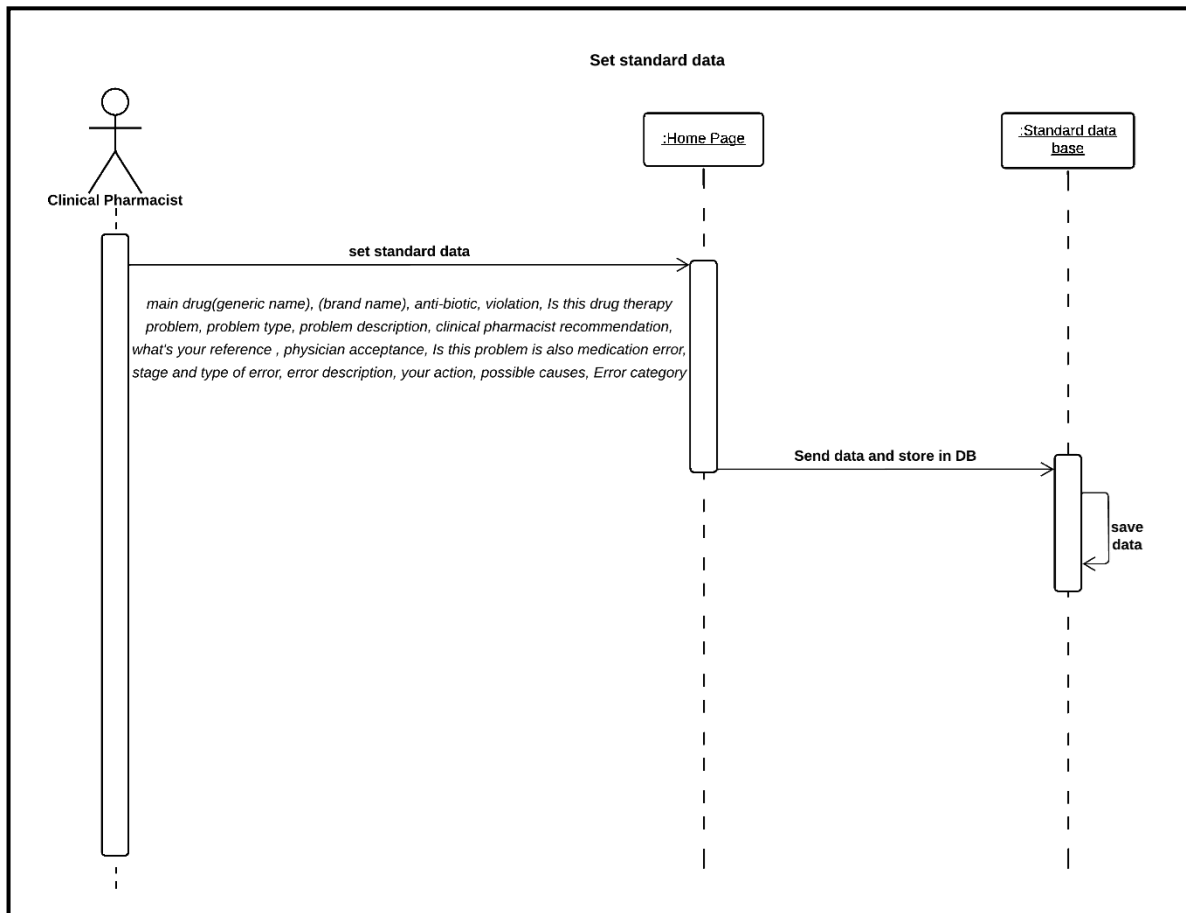 Set standard data
:Home Page
:Standard data
base
Clinical Pharmacist
set standard data
main drug(generic name), (brand name), anti-biotic, violation, Is this drug therapy
problem, problem type, problem description, clinical pharmacist recommendation,
what's your reference , physician acceptance, Is this problem is also medication error,
stage and type of error, error description, your action, possible causes, Error category
Send data and store in DB
save
data